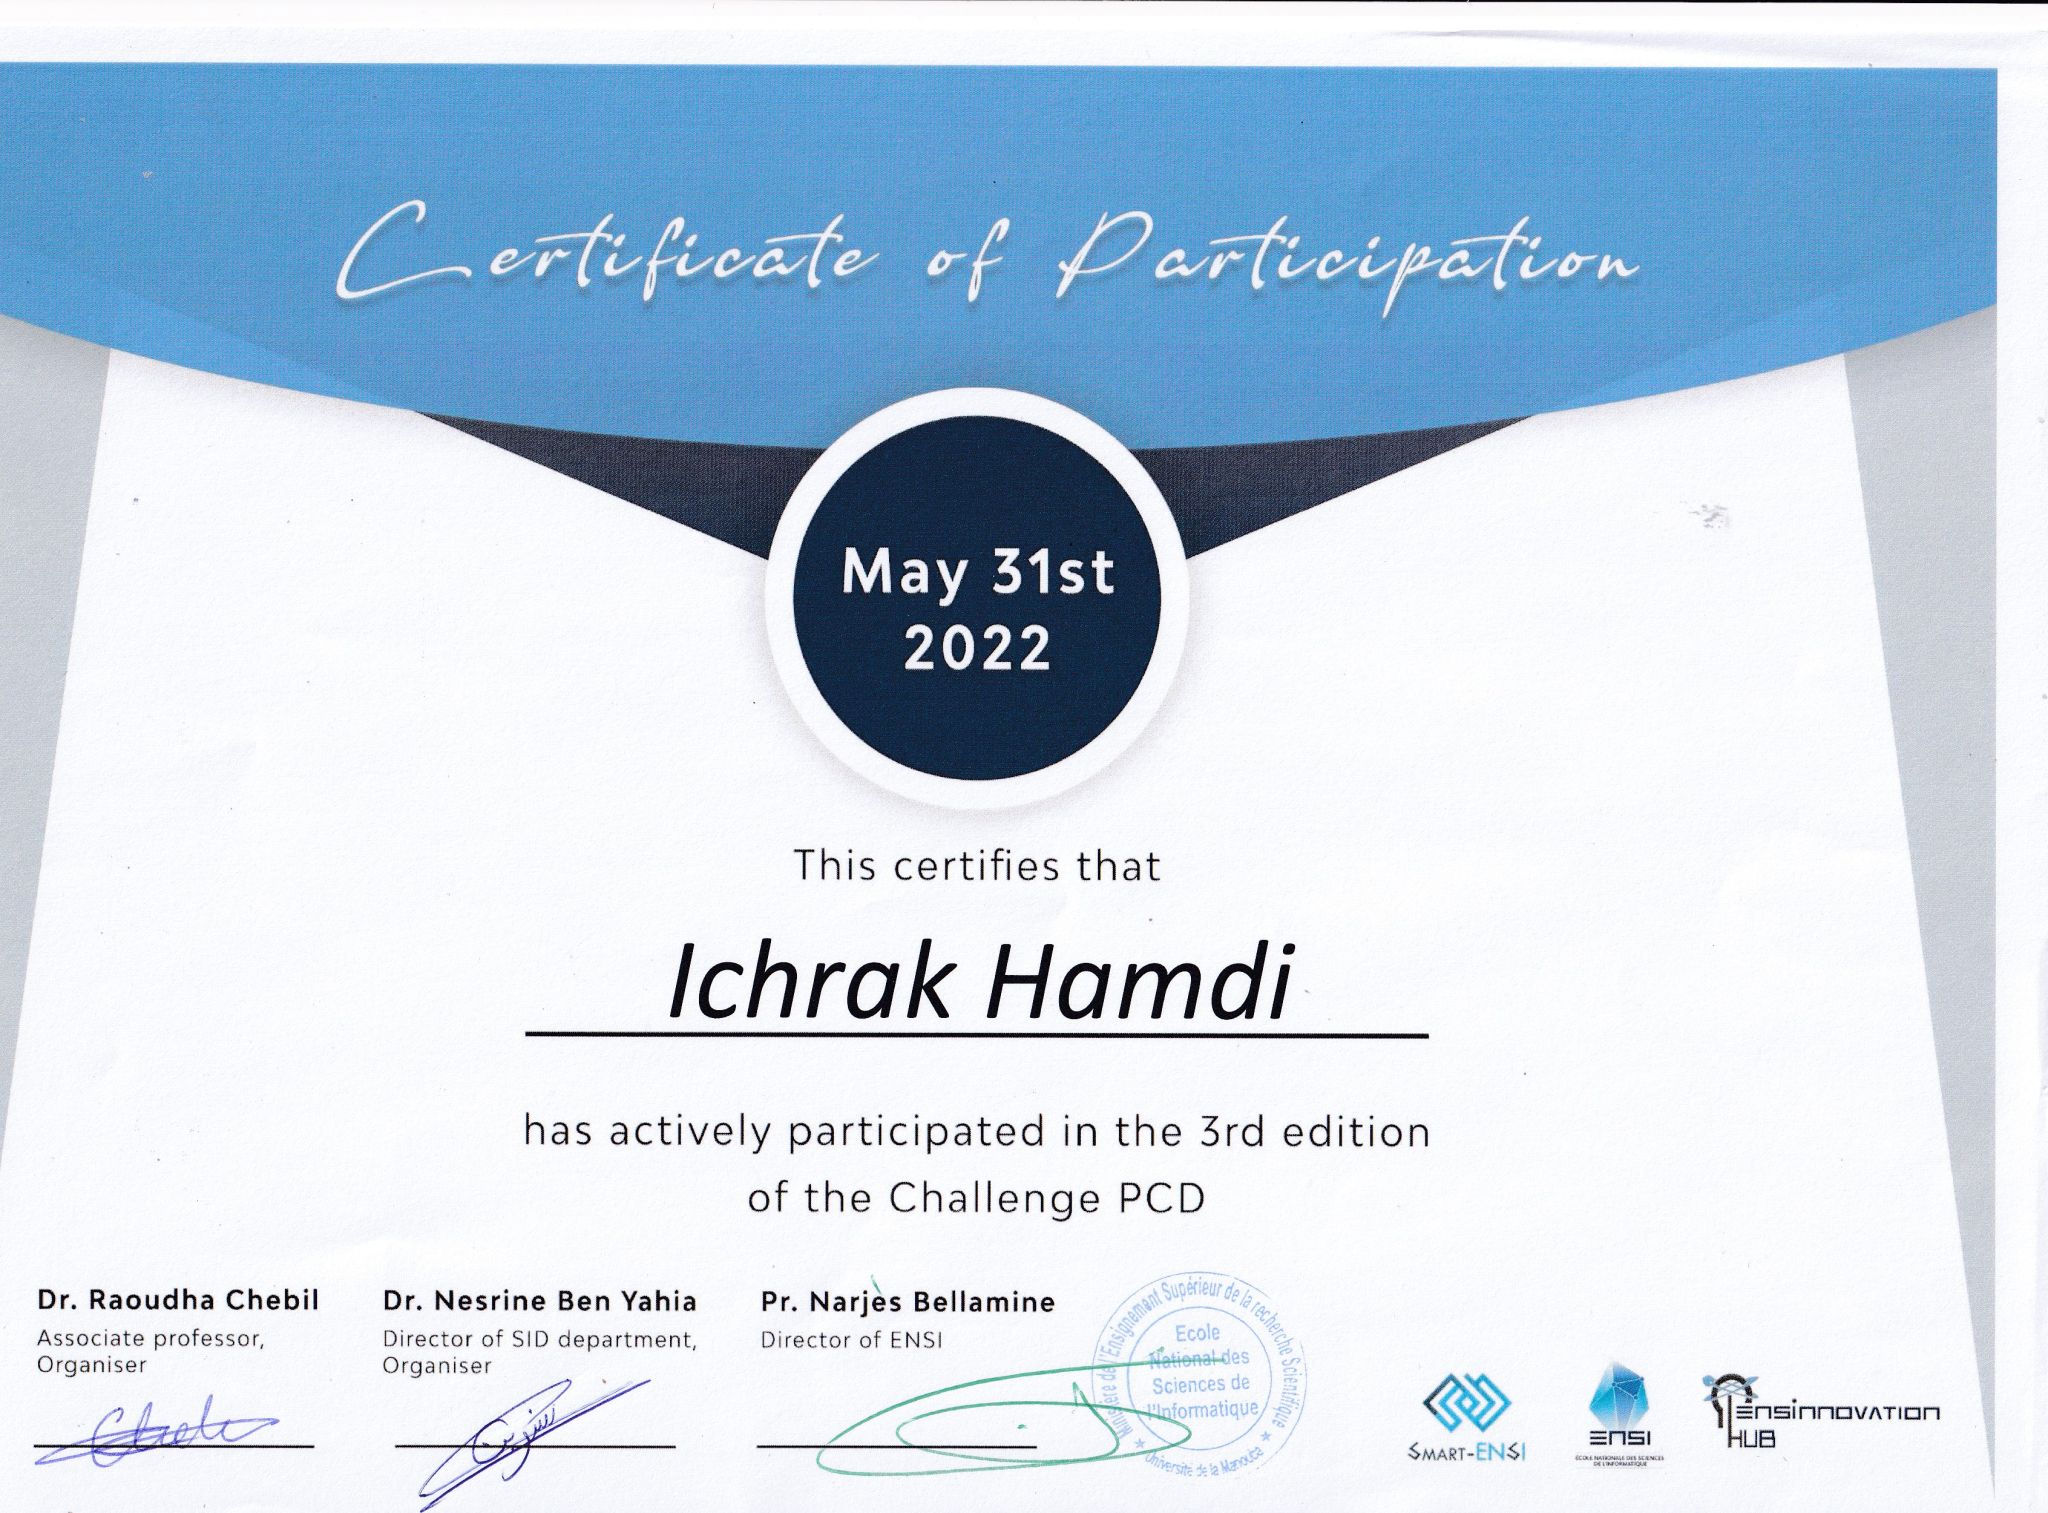 Certificate of Participation
May 31st
2022
This certifies that
Ichrak Hamdi
has actively participated in the 3rd edition
of the Challenge PCD
Dr. Raoudha Chebil
Associate professor,
Organiser
Dr. Nesrine Ben Yahia
Director of SID department,
Organiser
Pr. Narjès Bellamine
Director of ENSI
Ministère de l'Enseignement Supérieur de la recherche Scientifique
Ecole
National des
Sciences de
l'Informatique
Université de la Manouba
SMART-ENSI
ENSI
ÉCOLE NATIONALE DES SCIENCES
DE L'INFORMATIQUE
ENSINNOVATION
HUB